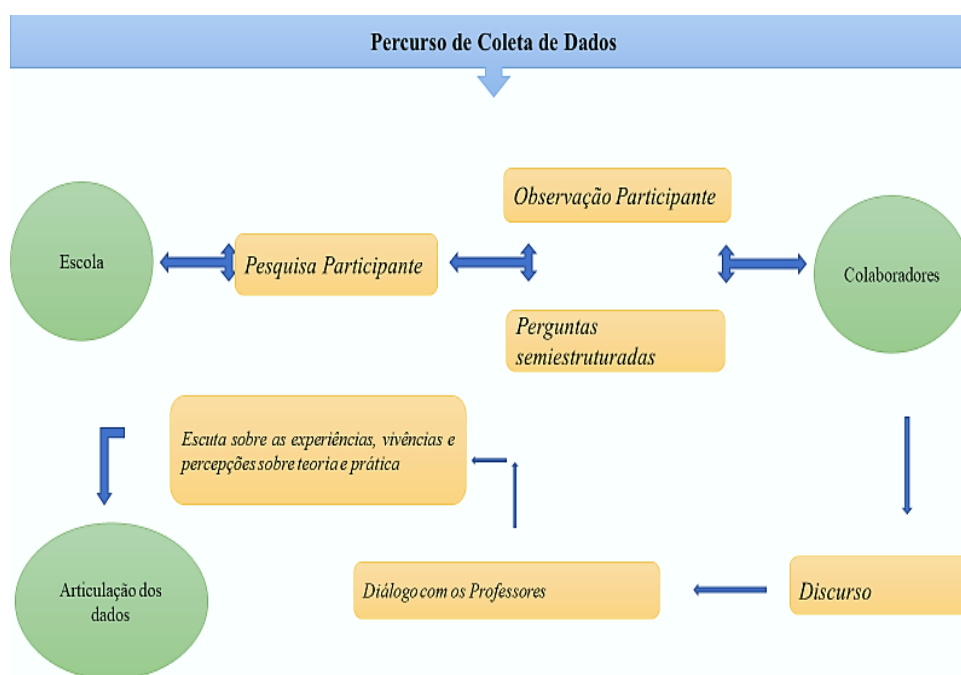 Percurso de Coleta de Dados
Observação Participante
Escola
Pesquisa Participante
Colaboradores
Perguntas
semiestruturadas
Escuta sobre as experiências, vivências e
percepções sobre teoria e prática
Articulação dos
dados
Diálogo com os Professores
Discurso